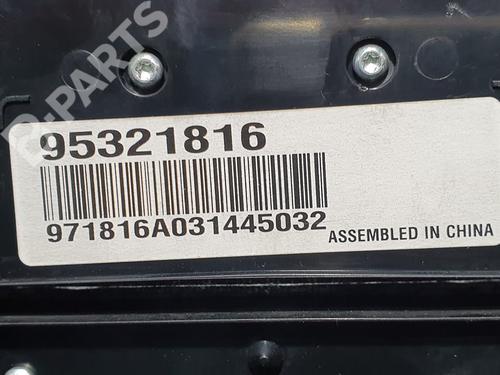 B-PARTS
95321816
971816A031445032
ASSEMBLED IN CHINA